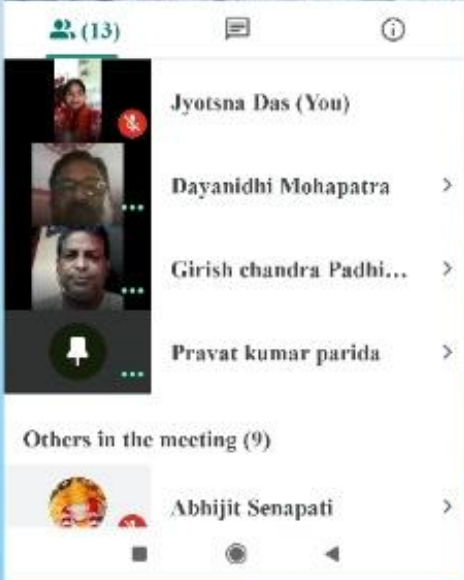 (13)
Jyotsna Das (You)
Dayanidhi Mohapatra
Girish chandra Padhi...
Pravat kumar parida
Others in the meeting (9)
Abhijit Senapati